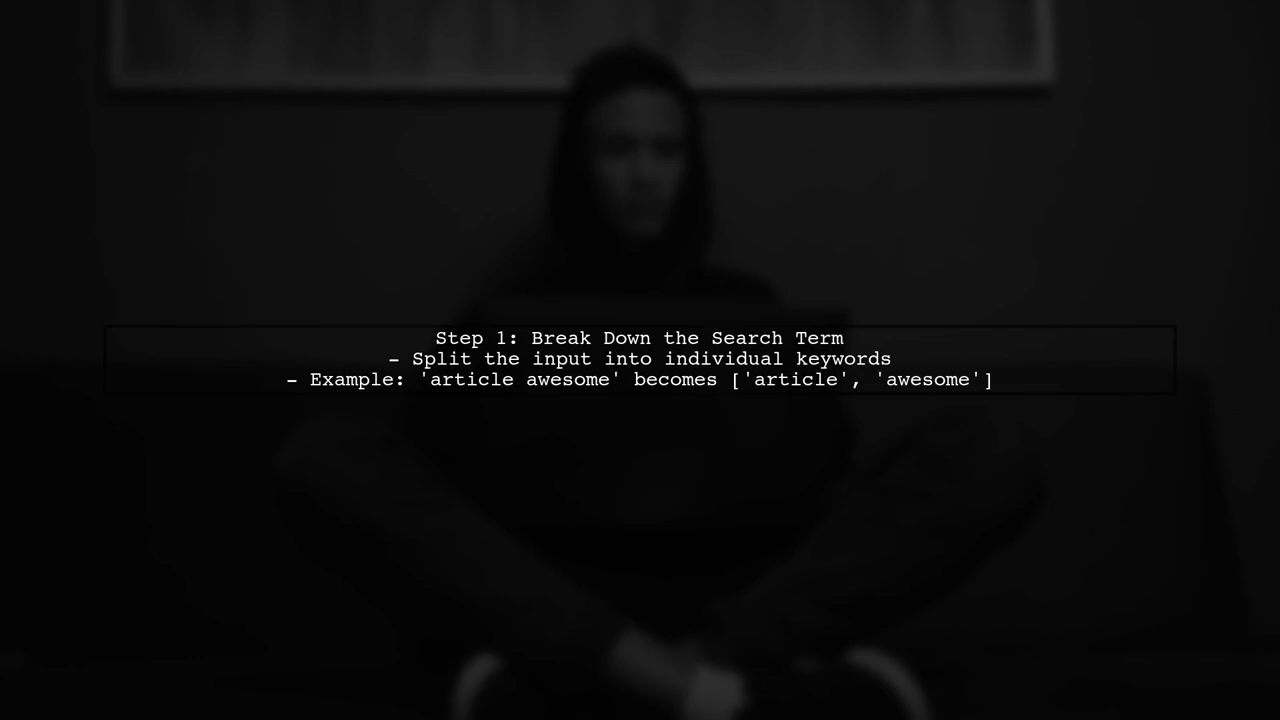 Step 1: Break Down the Search Term
– Split the input into individual keywords
– Example: 'article awesome' becomes ['article', 'awesome']